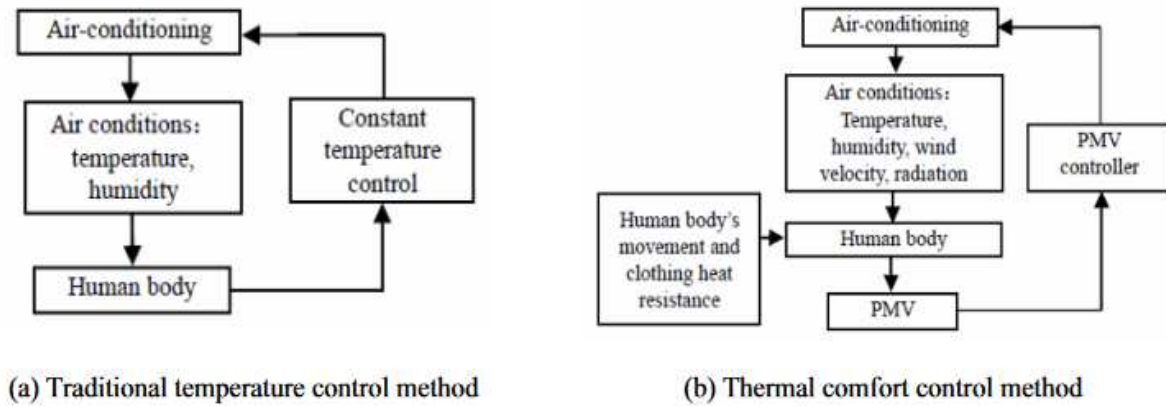 Air-conditioning
Air conditions:
temperature,
humidity
Human body
Constant
temperature
control
(a) Traditional temperature control method
Air-conditioning
Air conditions:
Temperature,
humidity, wind
velocity, radiation
Human body's
movement and
clothing heat
resistance
Human body
PMV
PMV
controller
(b) Thermal comfort control method